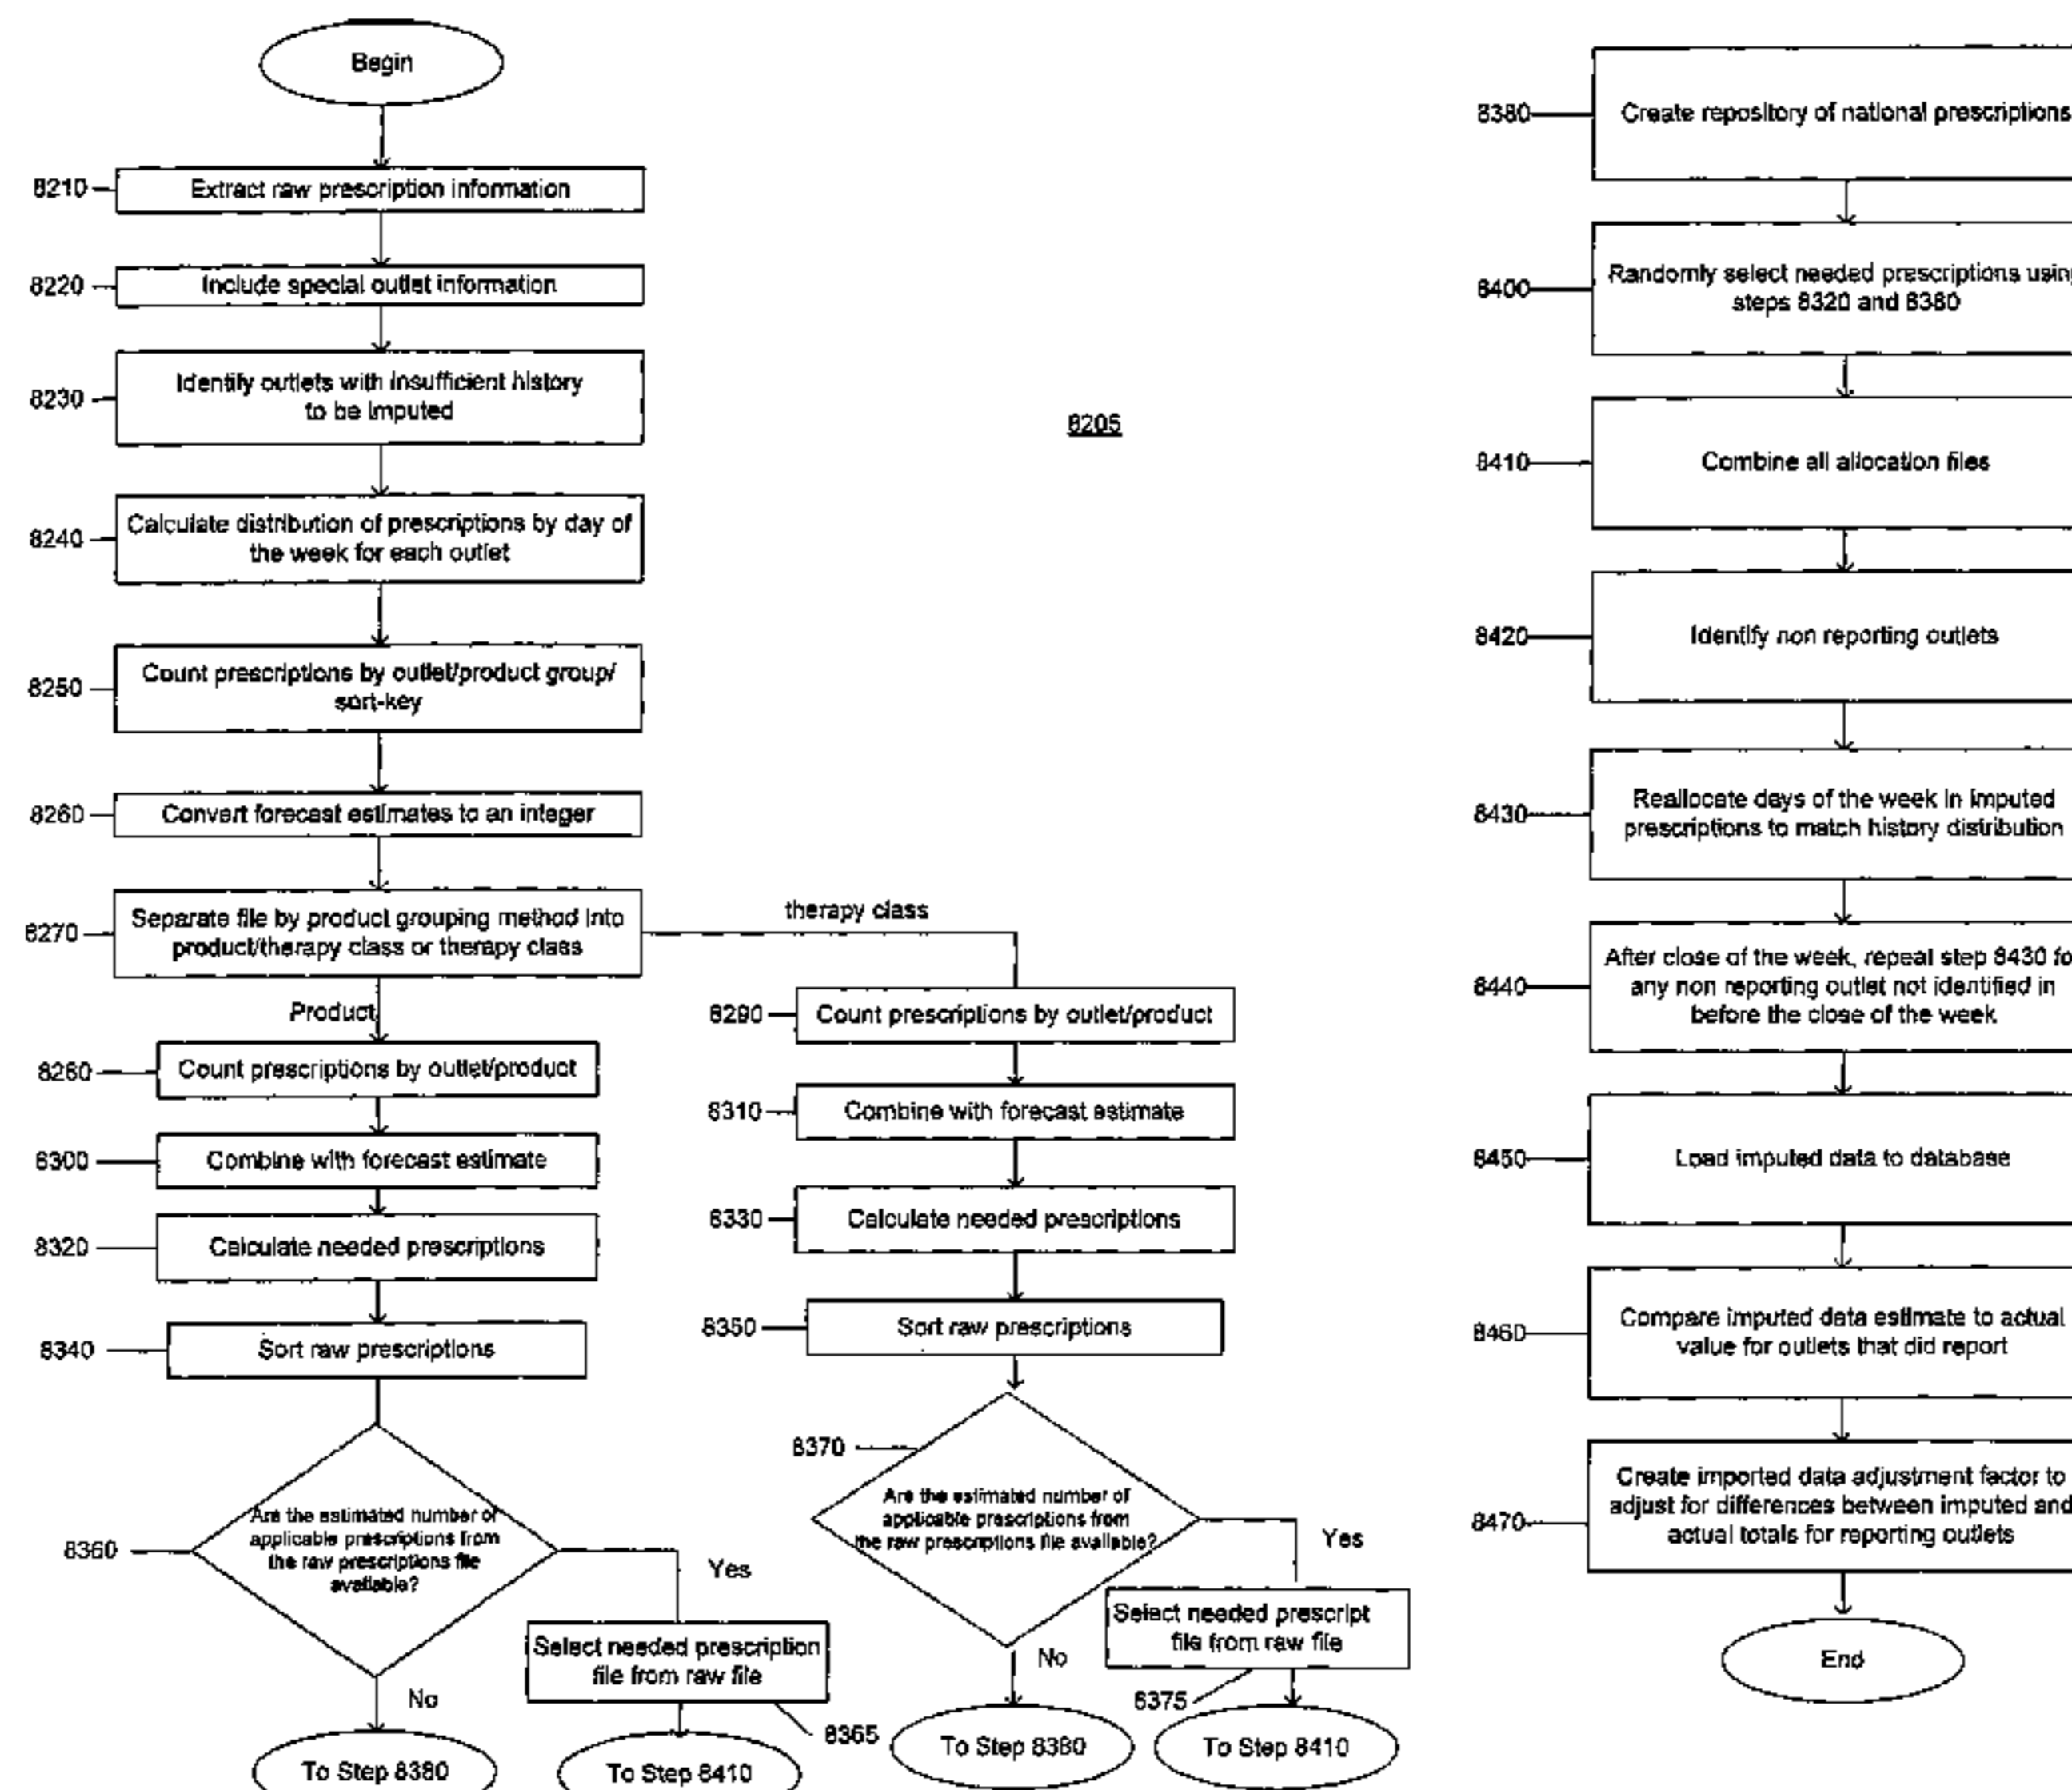 Begin
8210
Extract raw prescription information
8220
Include special outlet information
8230
Identify outlets with insufficient history
to be imputed
8240
Calculate distribution of prescriptions by day of
the week for each outlet
8250
Count prescriptions by outlet/product group/
sort-key
8260
Convert forecast estimates to an integer
8270
Separate file by product grouping method into
product/therapy class or therapy class
therapy class
Product
8280
Count prescriptions by outlet/product
8300
Combine with forecast estimate
8320
Calculate needed prescriptions
8340
Sort raw prescriptions
8360
Are the estimated number of
applicable prescriptions from
the raw prescriptions file
available?
Yes
No
Select needed prescription
file from raw file
8365
To Step 8380
To Step 8410
8290
Count prescriptions by outlet/product
8310
Combine with forecast estimate
8330
Calculate needed prescriptions
8350
Sort raw prescriptions
8370
Are the estimated number of
applicable prescriptions from
the raw prescriptions file available?
Yes
No
Select needed prescript
file from raw file
8375
To Step 8380
To Step 8410
8205
8380
Create repository of national prescriptions
8400
Randomly select needed prescriptions using
steps 8320 and 8380
8410
Combine all allocation files
8420
Identify non reporting outlets
8430
Reallocate days of the week in imputed
prescriptions to match history distribution
8440
After close of the week, repeal step 8430 fo
any non reporting outlet not identified in
before the close of the week
8450
Load imputed data to database
8460
Compare imputed data estimate to actual
value for outlets that did report
8470
Create imported data adjustment factor to
adjust for differences between imputed and
actual totals for reporting outlets
End